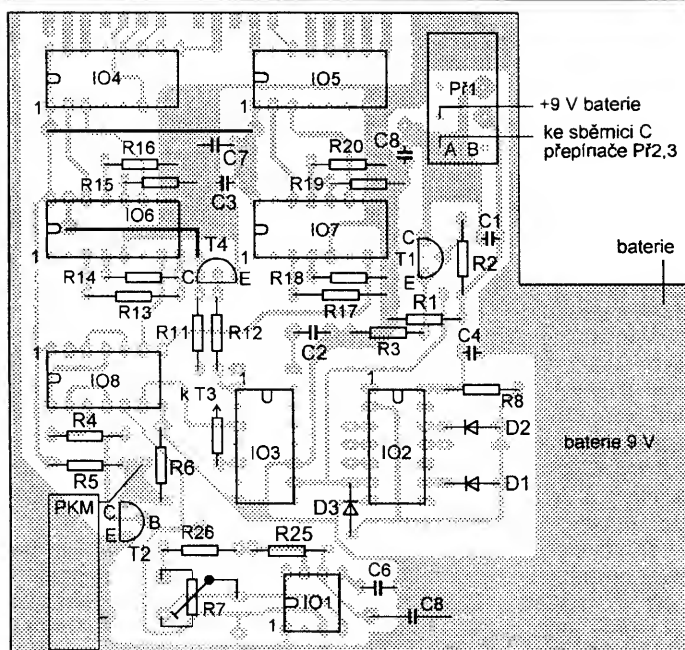 IO4
IO5
Př1
1
1
+9 V baterie
ke sběrnici C
přepínače Př2,3
A B
R16
C7
R20
C8
R15
C3
R19
IO6
IO7
C1
1
T4
1
C
T1
E
R2
baterie
R14
C
E
R18
R13
R17
R1
R11
R12
C2
R3
C4
1
IO8
1
1
k T3
R8
R4
IO3
IO2
D2
baterie 9 V
R5
R6
D1
PKM
C
B
E
D3
T2
R26
R25
C6
R7
IO1
C8
1